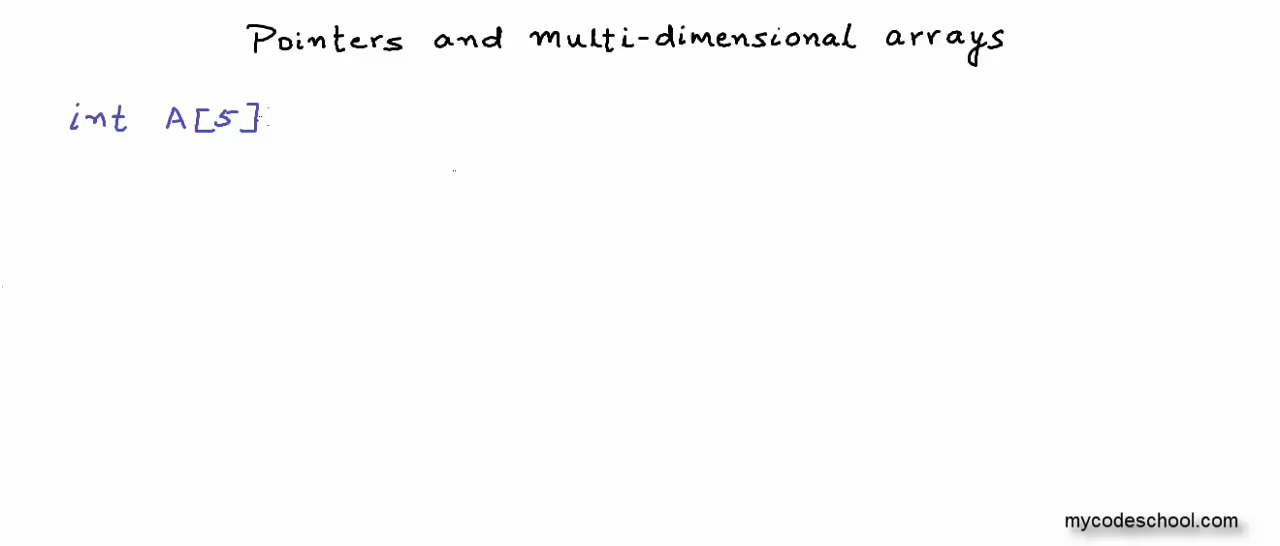 Pointers and multi-dimensional arrays
int A[5]
mycodeschool.com